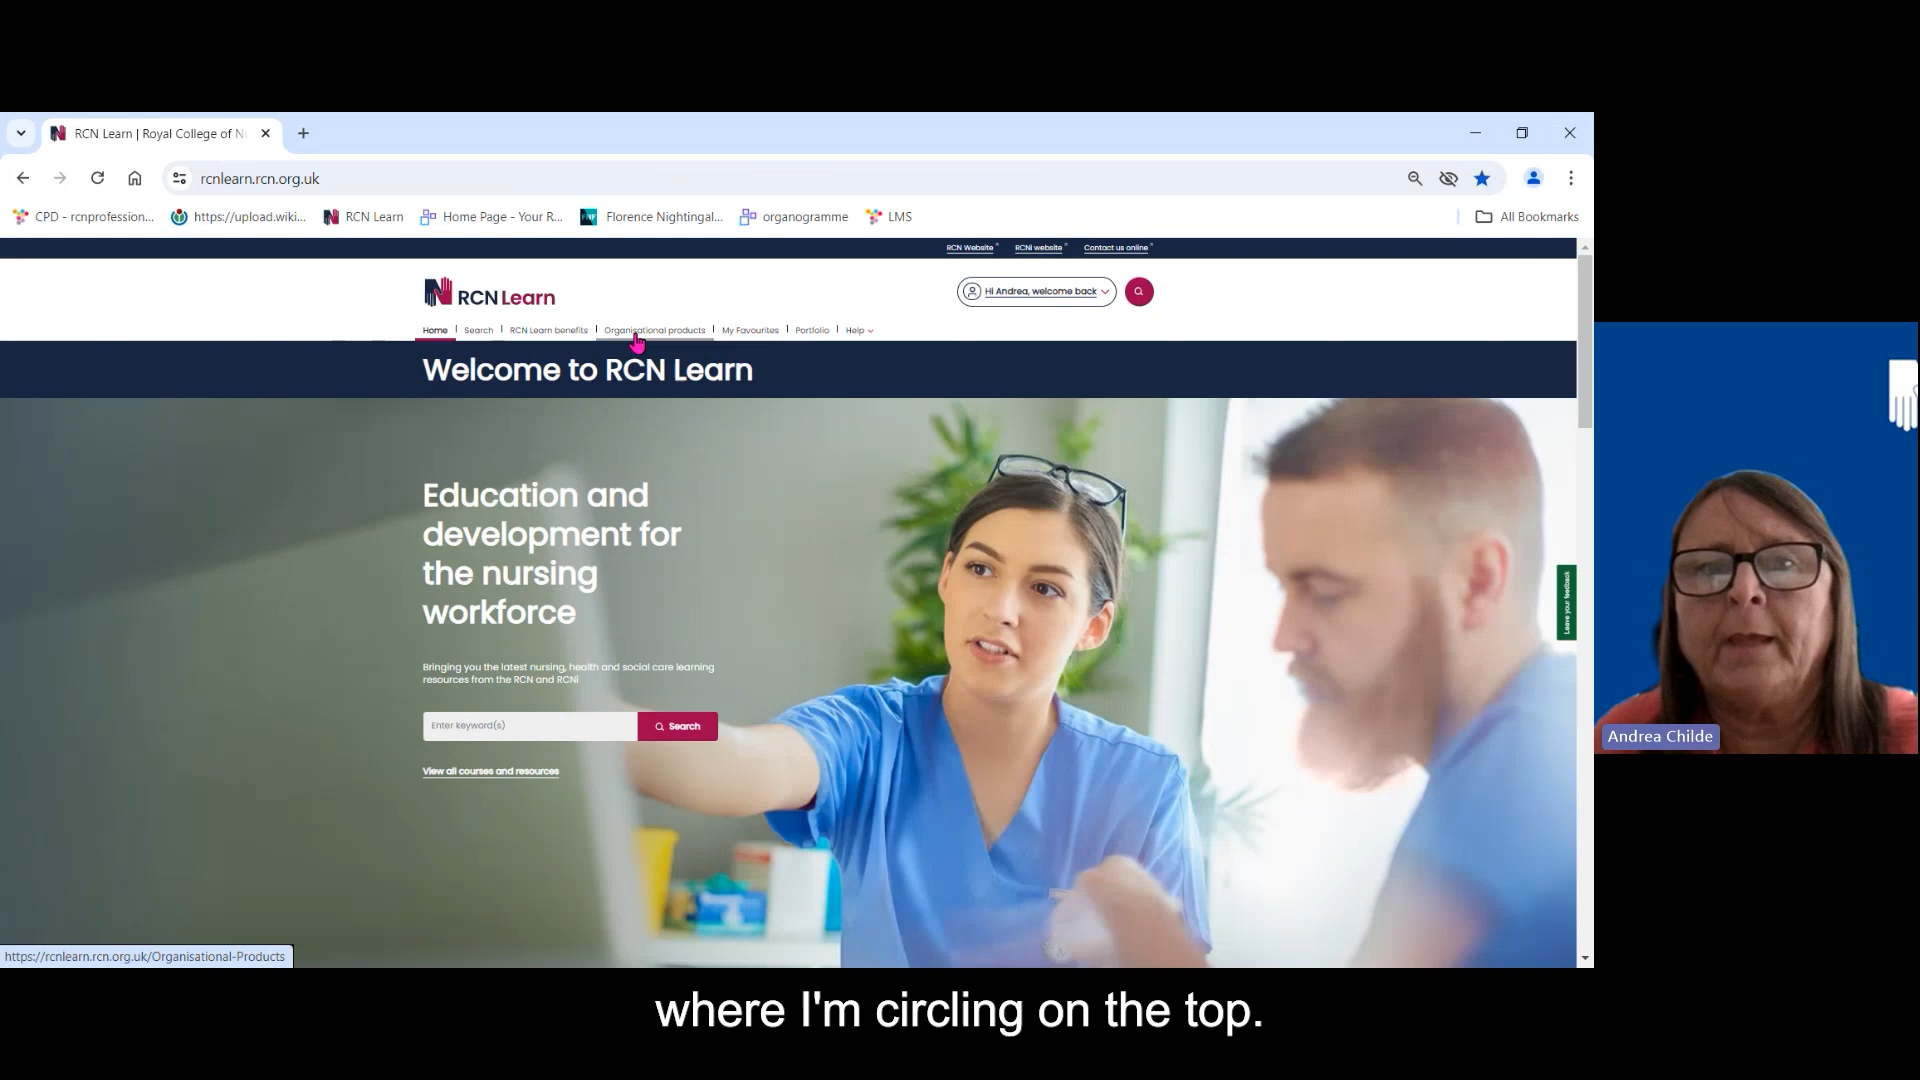 RCN Learn | Royal College of Nu
rcnlearn.rcn.org.uk
CPD - rcnprofession...
https://upload.wiki...
RCN Learn
Home Page - Your R...
FNF
Florence Nightingal...
organogramme
LMS
All Bookmarks
RCN Website
RCNi website
Contact us online
RCN Learn
Hi Andrea, welcome back
Home
Search
RCN Learn benefits
Organisational products
My Favourites
Portfolio
Help
Welcome to RCN Learn
Education and
development for
the nursing
workforce
Bringing you the latest nursing, health and social care learning
resources from the RCN and RCNi
Enter keyword(s)
Search
View all courses and resources
Leave your feedback
Andrea Childe
https://rcnlearn.rcn.org.uk/Organisational-Products
where I'm circling on the top.